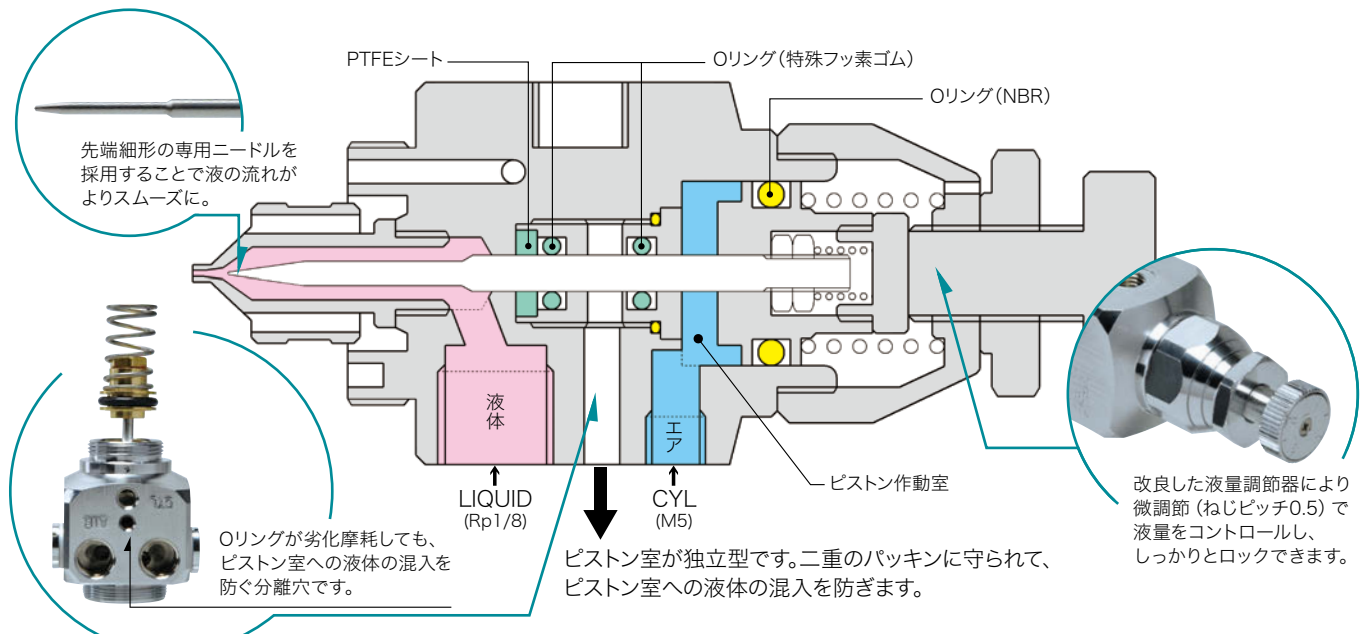 PTFEシート
Oリング（特殊フッ素ゴム）
Oリング（NBR）
先端細形の専用ニードルを
採用することで液の流れが
よりスムーズに。
液体
エア
LIQUID
(Rp1/8)
CYL
(M5)
ピストン作動室
Oリングが劣化摩耗しても、
ピストン室への液体の混入を
防ぐ分離穴です。
ピストン室が独立型です。二重のパッキンに守られて、
ピストン室への液体の混入を防ぎます。
改良した液量調節器により
微調節（ねじピッチ0.5）で
液量をコントロールし、
しっかりとロックできます。